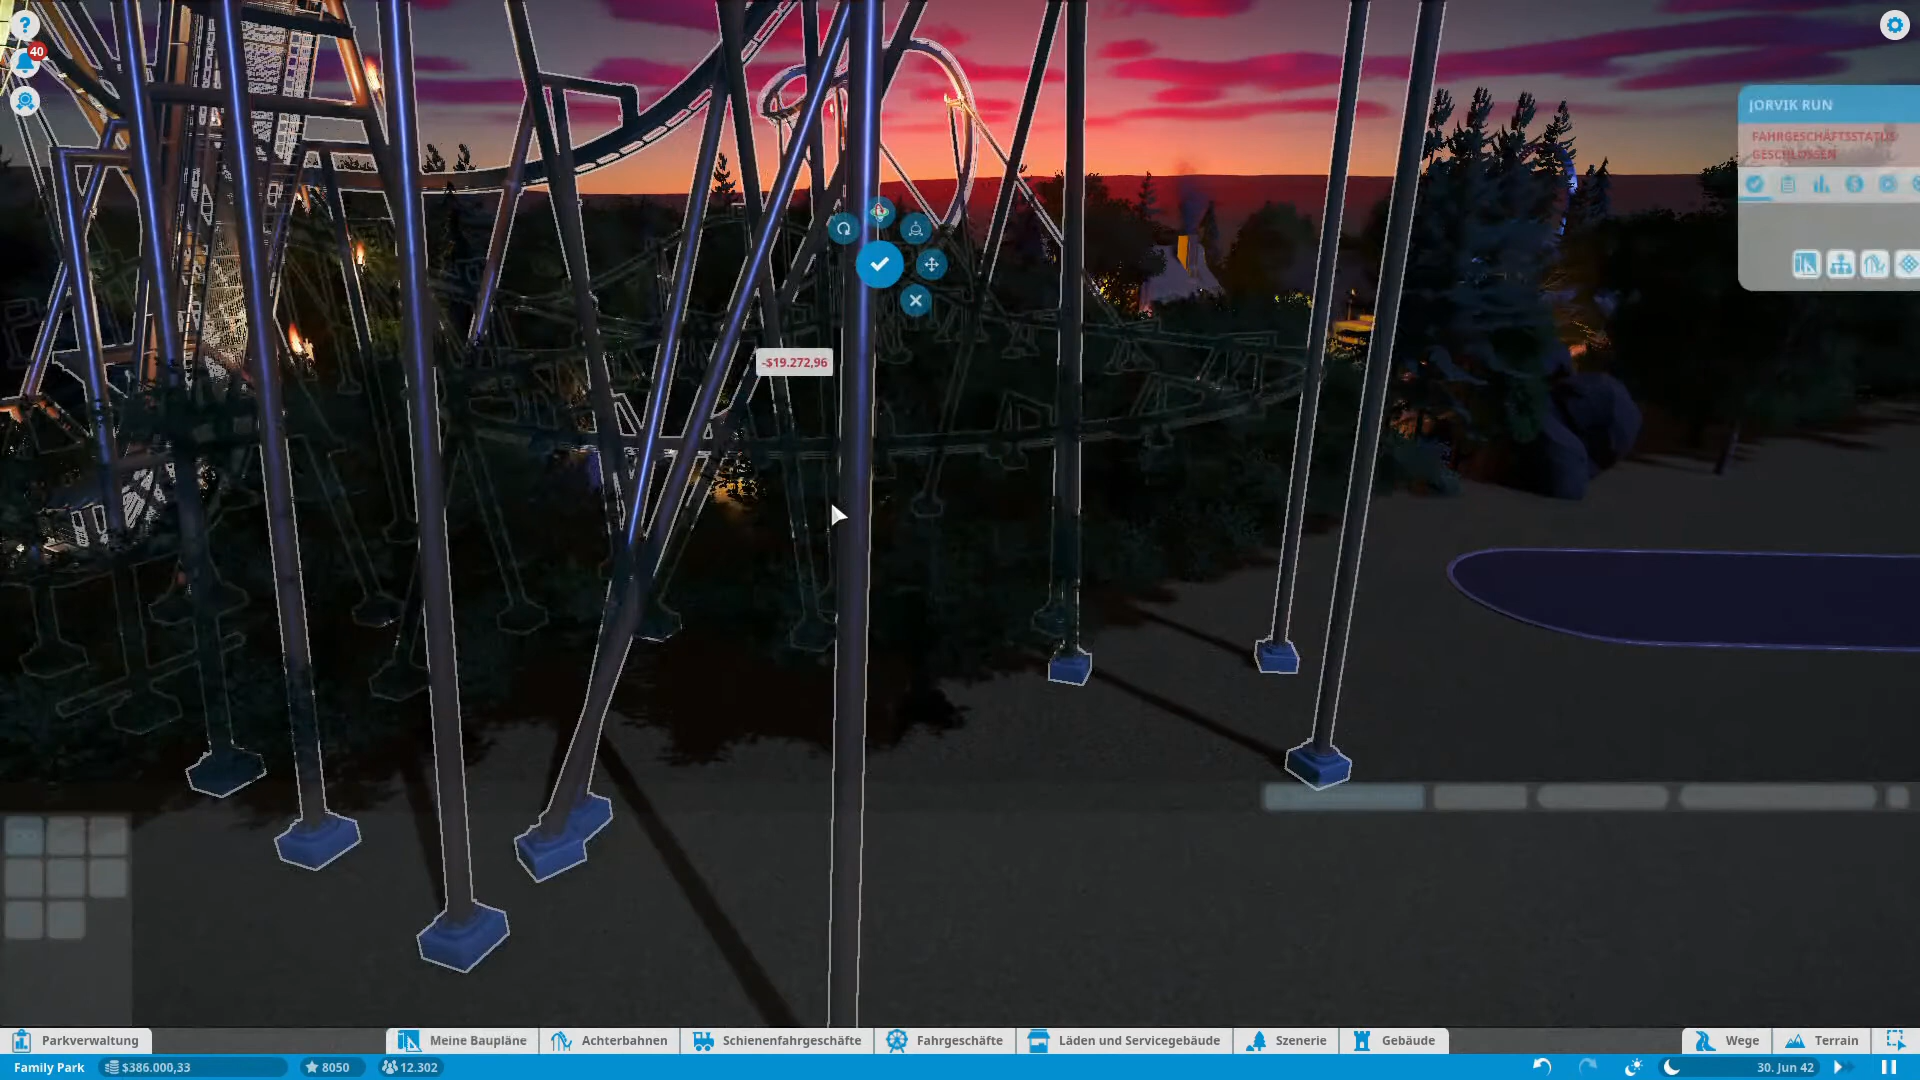 ?
40
JORVIK RUN
FAHRGESCHÄFTSSTATUS
GESCHLOSSEN
-$19.272,96
Parkverwaltung
Meine Baupläne
Achterbahnen
Schienenfahrgeschäfte
Fahrgeschäfte
Läden und Servicegebäude
Szenerie
Gebäude
Wege
Terrain
Family Park
$386.000,33
8050
12.302
30. Jun 42